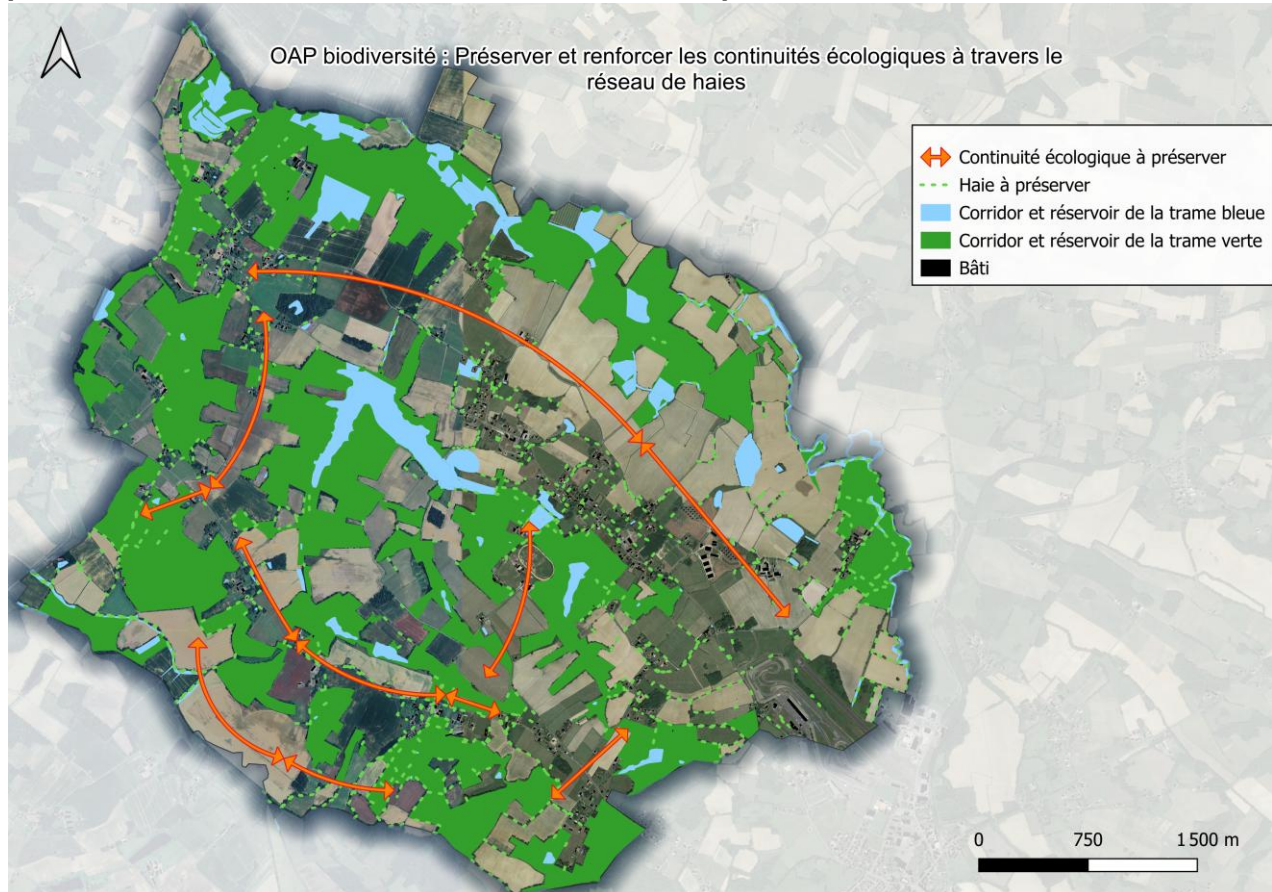 OAP biodiversité : Préserver et renforcer les continuités écologiques à travers le
réseau de haies
Continuité écologique à préserver
Haie à préserver
Corridor et réservoir de la trame bleue
Corridor et réservoir de la trame verte
Bâti
0 750 1 500 m